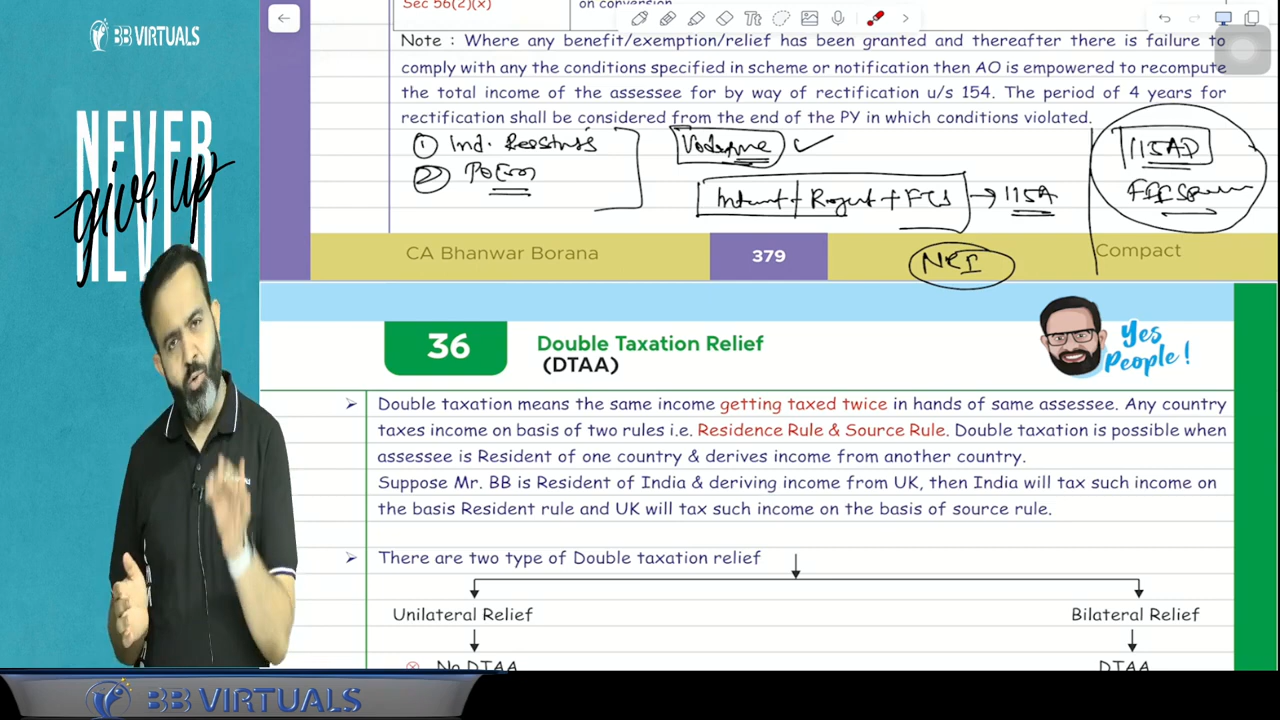 BB VIRTUALS
NEVER
give up
NEVER
Sec 56(2)(x)
on conversion.
Note : Where any benefit/exemption/relief has been granted and thereafter there is failure to
comply with any the conditions specified in scheme or notification then AO is empowered to recompute
the total income of the assessee for by way of rectification u/s 154. The period of 4 years for
rectification shall be considered from the end of the PY in which conditions violated.
① Ind.
②
115A
115AD
NRI
CA Bhanwar Borana
379
Compact
36
Double Taxation Relief
(DTAA)
Yes
People!
Double taxation means the same income getting taxed twice in hands of same assessee. Any country
taxes income on basis of two rules i.e. Residence Rule & Source Rule. Double taxation is possible when
assessee is Resident of one country & derives income from another country.
Suppose Mr. BB is Resident of India & deriving income from UK, then India will tax such income on
the basis Resident rule and UK will tax such income on the basis of source rule.
There are two type of Double taxation relief
Unilateral Relief
Bilateral Relief
No DTAA
DTAA
BB VIRTUALS